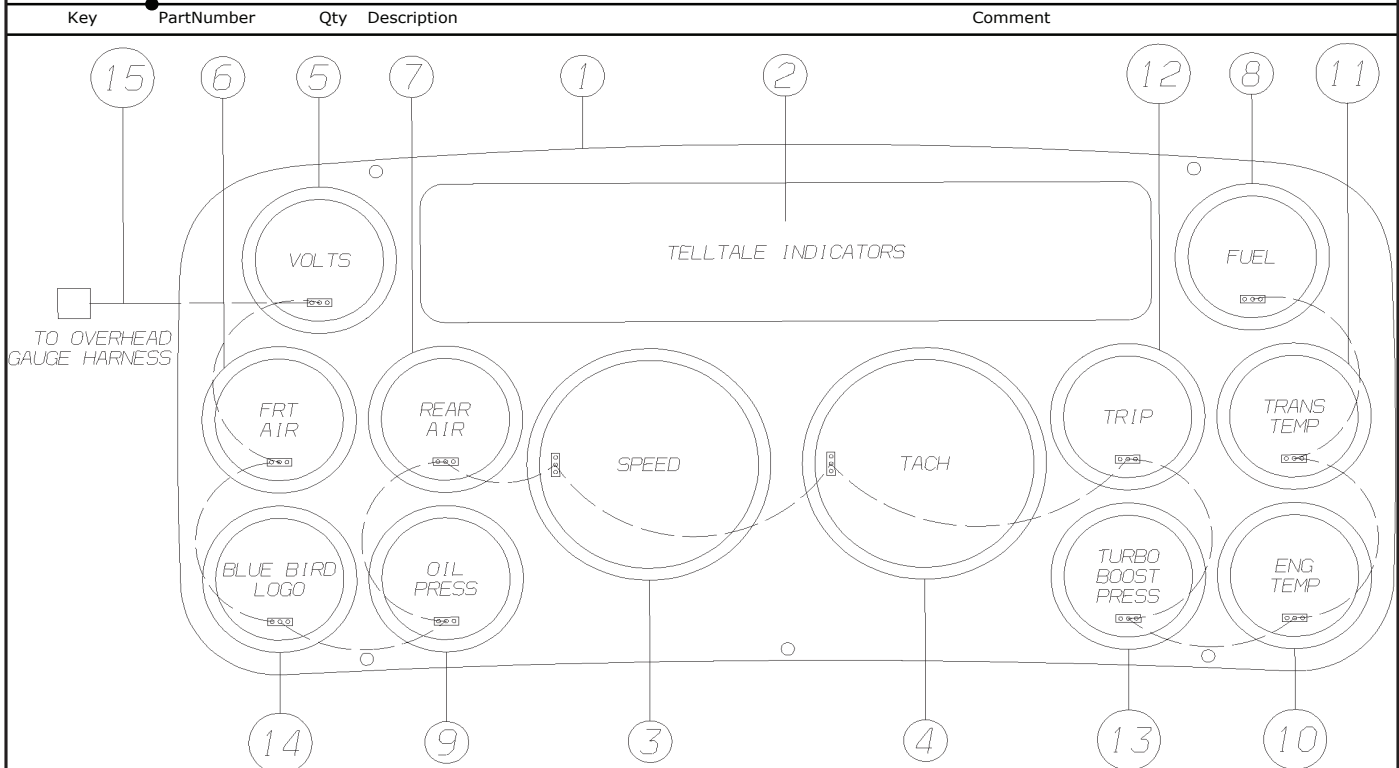 Key PartNumber Qty Description Comment
15 6 5 7 1 2 12 8 11
VOLTS
TELLTALE INDICATORS
FUEL
TO OVERHEAD
GAUGE HARNESS
FRT
AIR
REAR
AIR
SPEED
TACH
TRIP
TRANS
TEMP
BLUE BIRD
LOGO
OIL
PRESS
TURBO
BOOST
PRESS
ENG
TEMP
14 9 3 4 13 10